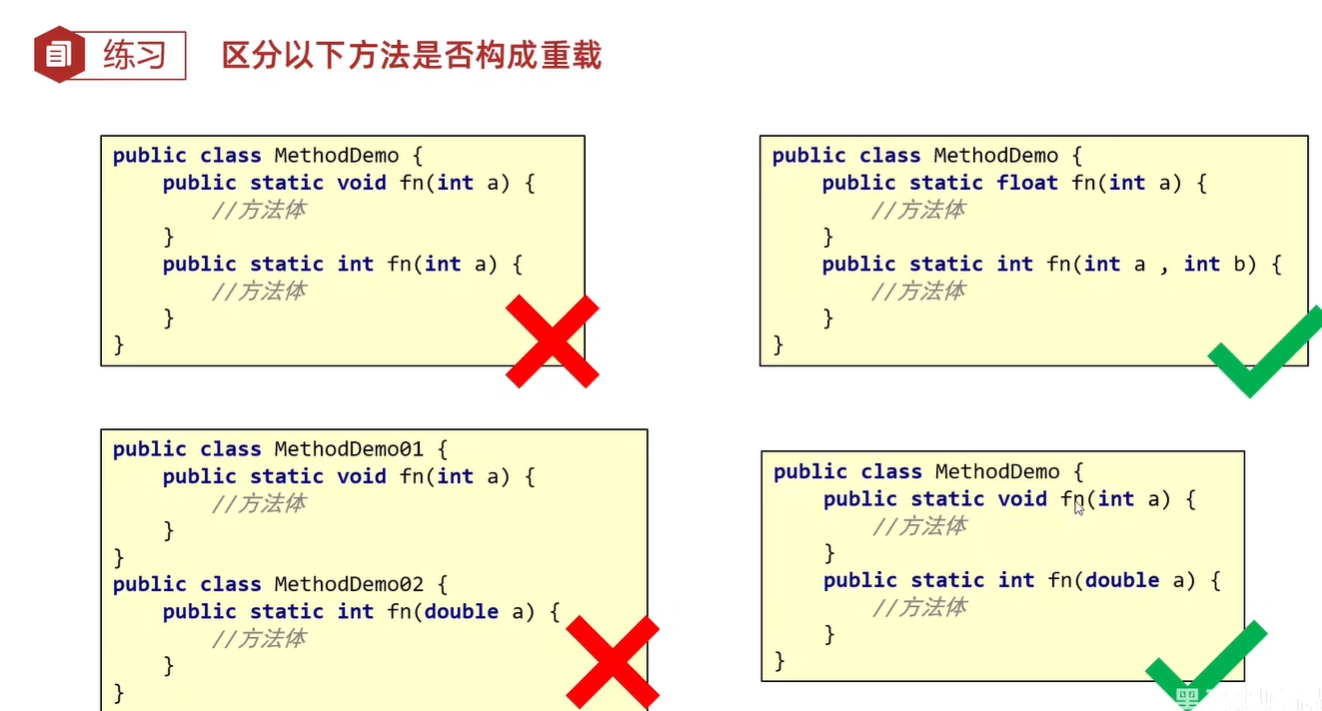 练习
区分以下方法是否构成重载
public class MethodDemo {
public static void fn(int a) {
//方法体
}
public static int fn(int a) {
//方法体
}
}
public class MethodDemo {
public static float fn(int a) {
//方法体
}
public static int fn(int a , int b) {
//方法体
}
}
public class MethodDemo01 {
public static void fn(int a) {
//方法体
}
}
public class MethodDemo02 {
public static int fn(double a) {
//方法体
}
}
public class MethodDemo {
public static void fn(int a) {
//方法体
}
public static int fn(double a) {
//方法体
}
}